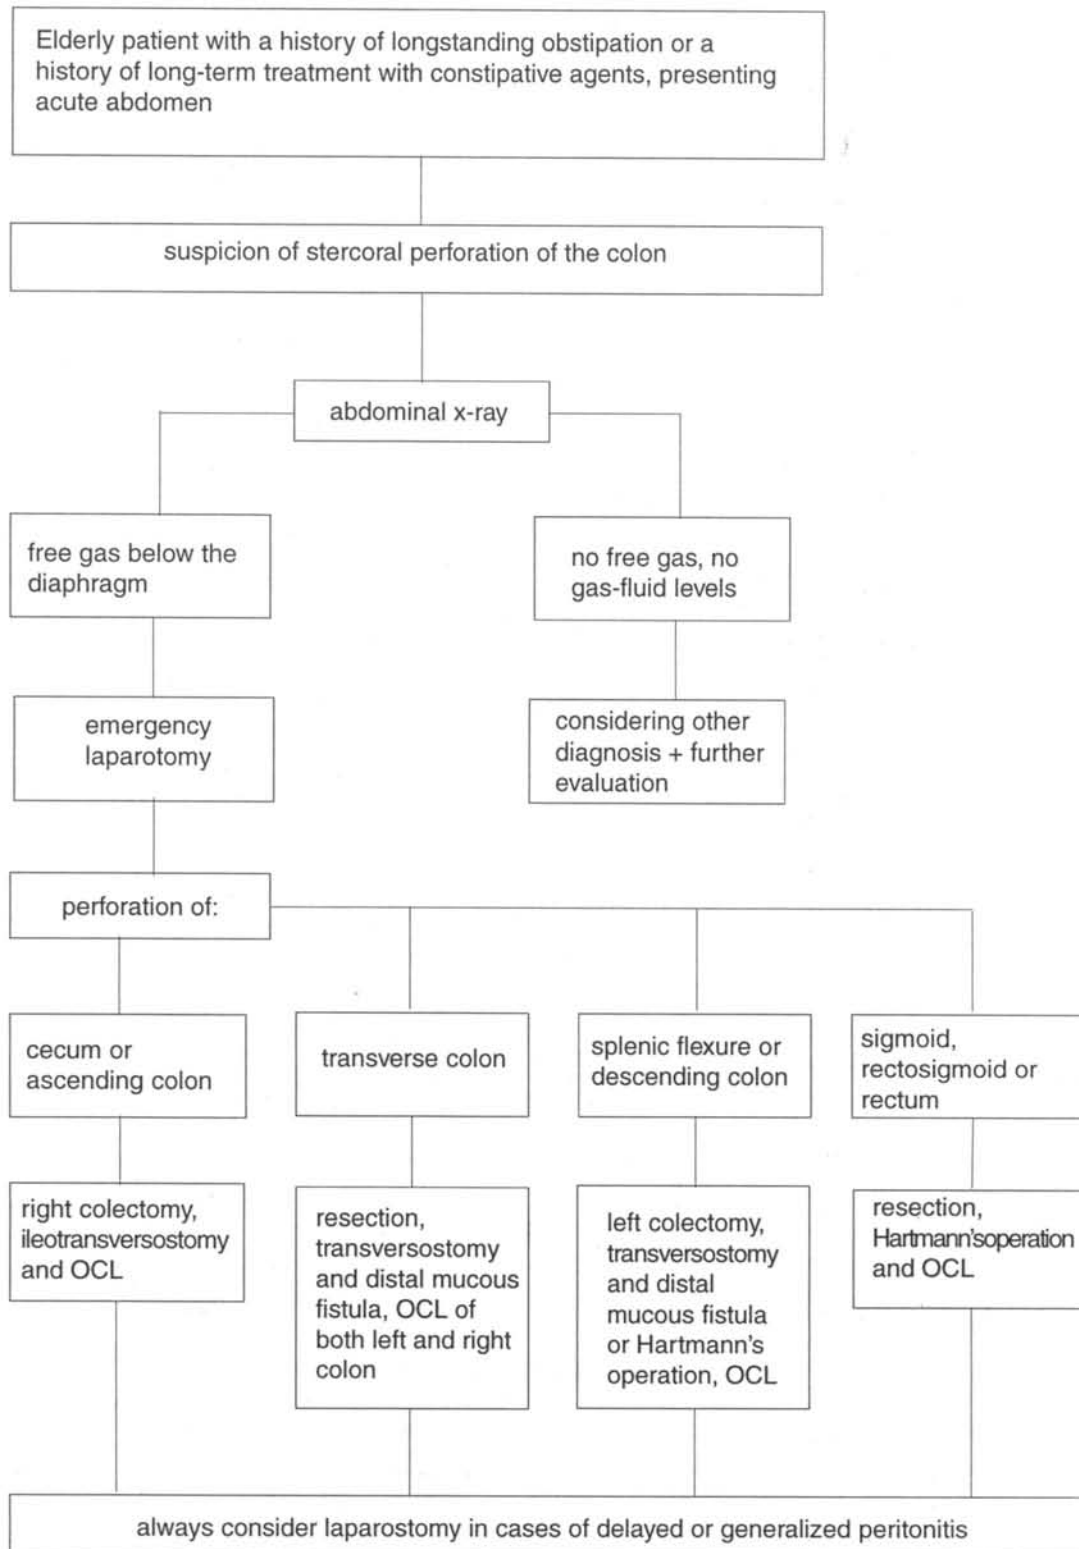 Elderly patient with a history of longstanding obstipation or a
history of long-term treatment with constipative agents, presenting
acute abdomen
suspicion of stercoral perforation of the colon
abdominal x-ray
free gas below the
diaphragm
no free gas, no
gas-fluid levels
emergency
laparotomy
considering other
diagnosis + further
evaluation
perforation of:
cecum or
ascending colon
transverse colon
splenic flexure or
descending colon
sigmoid,
rectosigmoid or
rectum
right colectomy,
ileotransversostomy
and OCL
resection,
transversostomy
and distal mucous
fistula, OCL of
both left and right
colon
left colectomy,
transversostomy
and distal
mucous fistula
or Hartmann's
operation, OCL
resection,
Hartmann'soperation
and OCL
always consider laparostomy in cases of delayed or generalized peritonitis